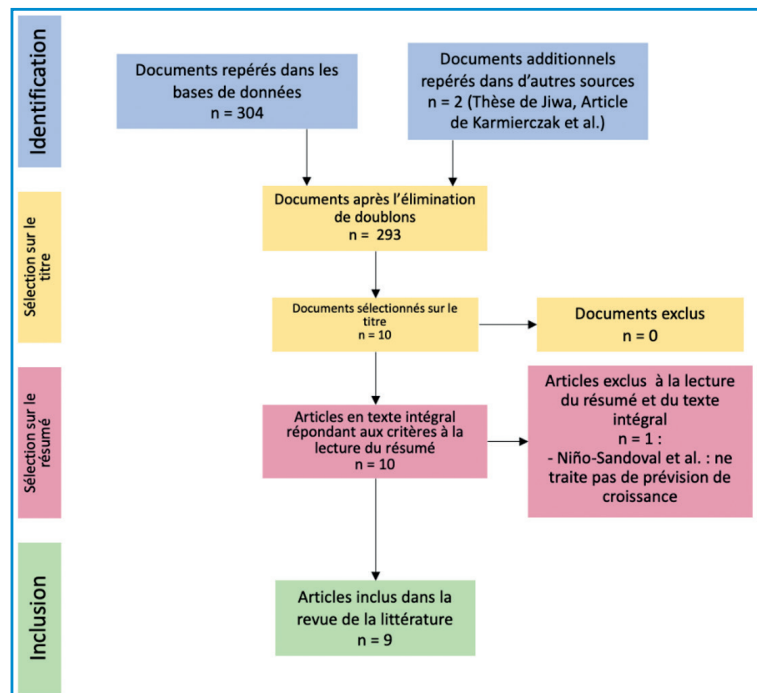 Identification
Documents repérés dans les
bases de données
n = 304
Documents additionnels
repérés dans d'autres sources
n = 2 (Thèse de Jiwa, Article
de Karmierczak et al.)
Sélection sur le
titre
Documents après l'élimination
de doublons
n =  293
Documents sélectionnés sur le
titre
n = 10
Documents exclus
n = 0
Sélection sur le
résumé
Articles en texte intégral
répondant aux critères à la
lecture du résumé
n = 10
Articles exclus  à la lecture
du résumé et du texte
intégral
n = 1 :
- Niño-Sandoval et al. : ne
traite pas de prévision de
croissance
Inclusion
Articles inclus dans la
revue de la littérature
n = 9